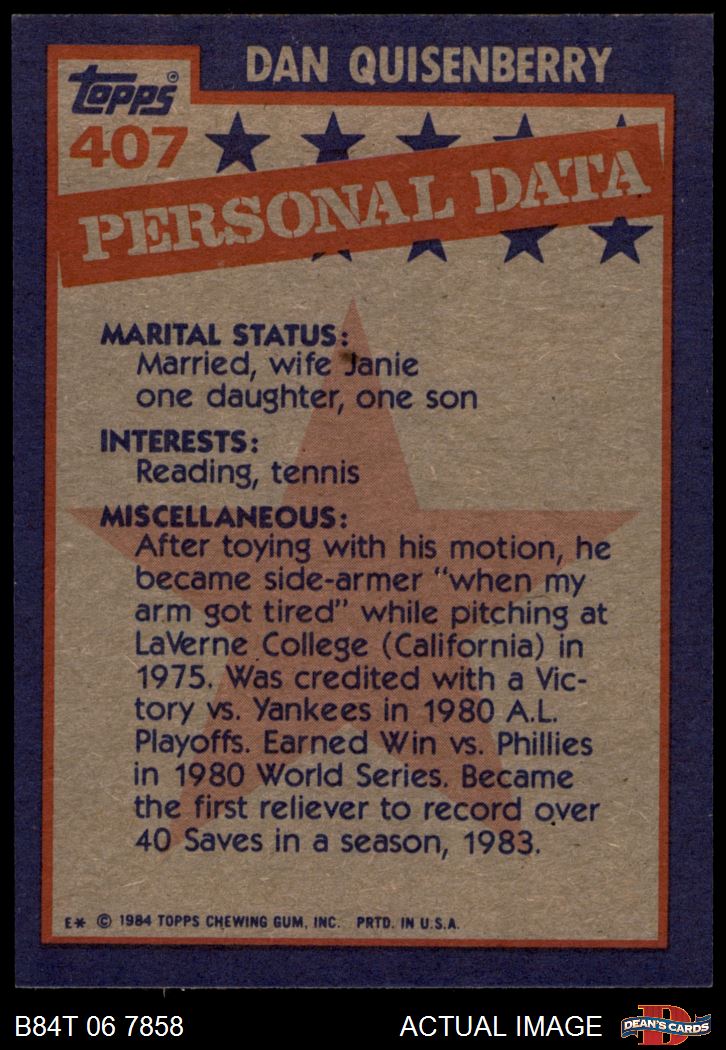 DAN QUISENBERRY
Topps®
407
PERSONAL DATA
MARITAL STATUS:
Married, wife Janie
one daughter, one son
INTERESTS:
Reading, tennis
MISCELLANEOUS:
After toying with his motion, he
became side-armer "when my
arm got tired" while pitching at
LaVerne College (California) in
1975. Was credited with a Vic-
tory vs. Yankees in 1980 A.L.
Playoffs. Earned Win vs. Phillies
in 1980 World Series. Became
the first reliever to record over
40 Saves in a season, 1983.
E* © 1984 TOPPS CHEWING GUM, INC. PRTD. IN U.S.A.
B84T 06 7858
ACTUAL IMAGE
D
DEAN'S CARDS